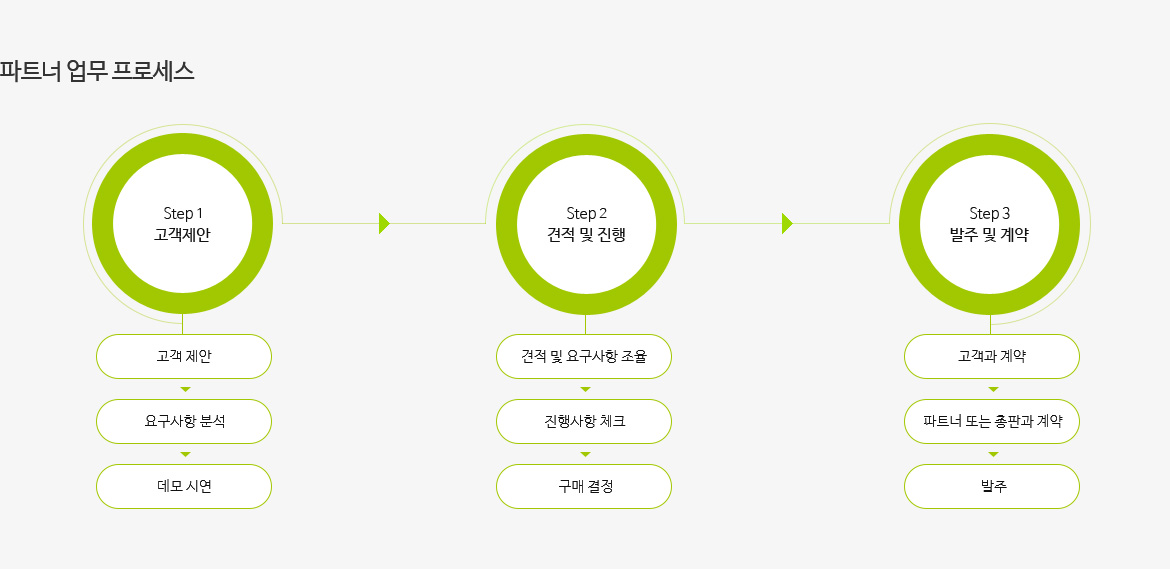 파트너 업무 프로세스
Step 1
고객제안
Step 2
견적 및 진행
Step 3
발주 및 계약
고객 제안
요구사항 분석
데모 시연
견적 및 요구사항 조율
진행사항 체크
구매 결정
고객과 계약
파트너 또는 총판과 계약
발주